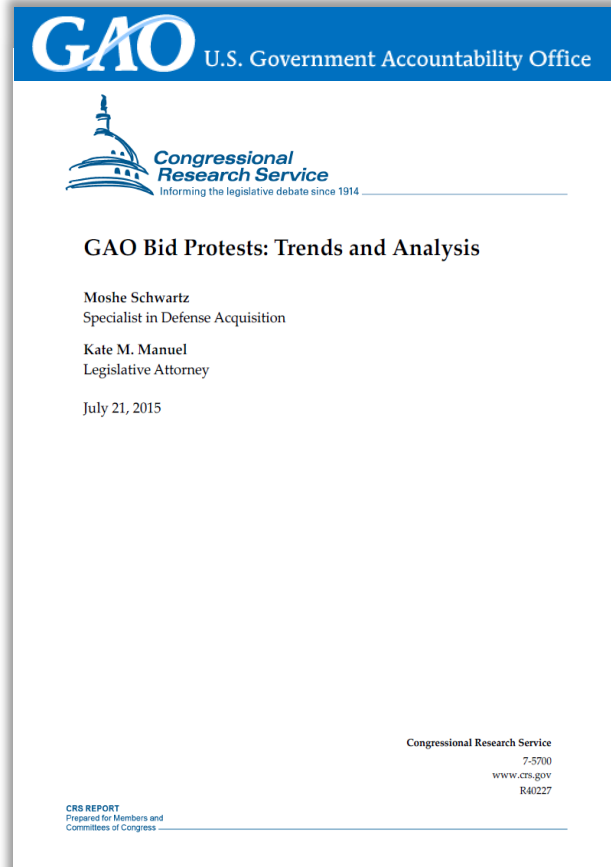 GAO U.S. Government Accountability Office
Congressional
Research Service
Informing the legislative debate since 1914
GAO Bid Protests: Trends and Analysis
Moshe Schwartz
Specialist in Defense Acquisition
Kate M. Manuel
Legislative Attorney
July 21, 2015
Congressional Research Service
7-5700
www.crs.gov
R40227
CRS REPORT
Prepared for Members and
Committees of Congress